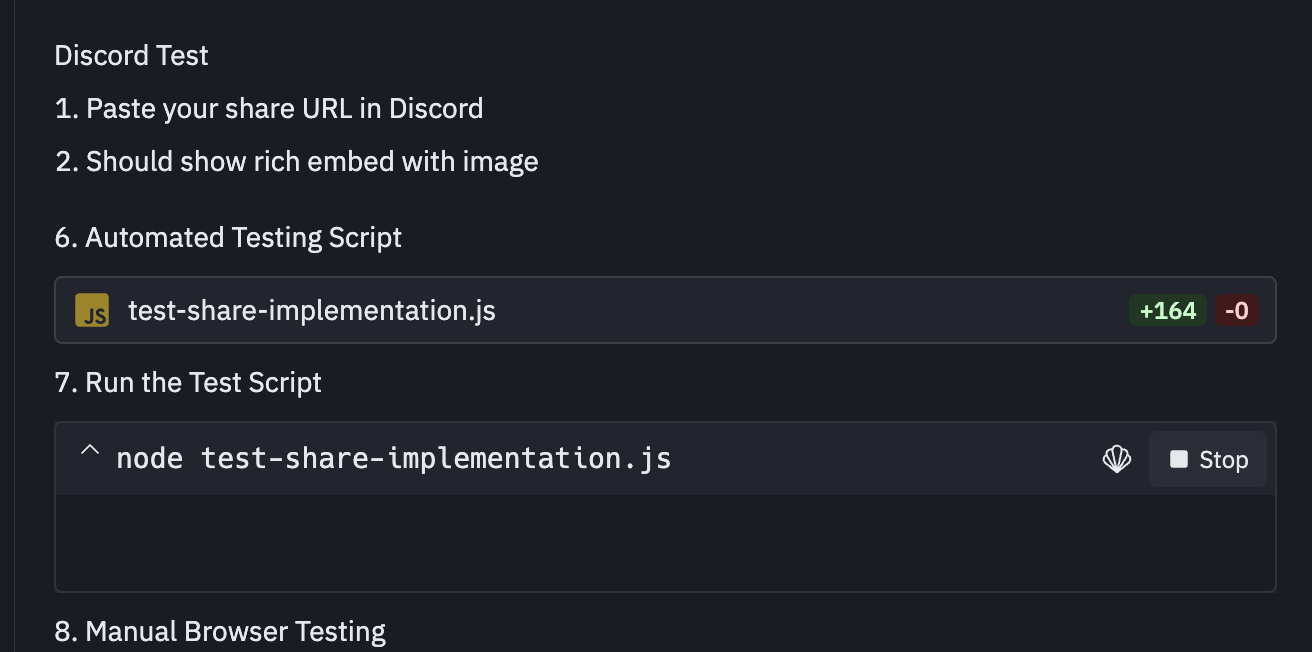 Discord Test
1. Paste your share URL in Discord
2. Should show rich embed with image
6. Automated Testing Script
JS test-share-implementation.js +164 -0
7. Run the Test Script
^ node test-share-implementation.js Stop
8. Manual Browser Testing